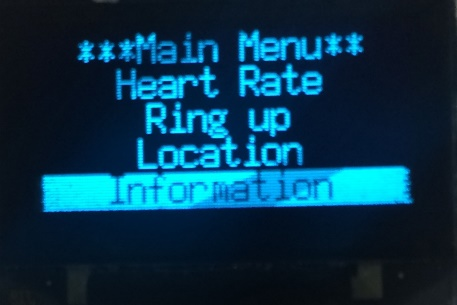 ***Main Menu**
Heart Rate
Ring up
Location
Information